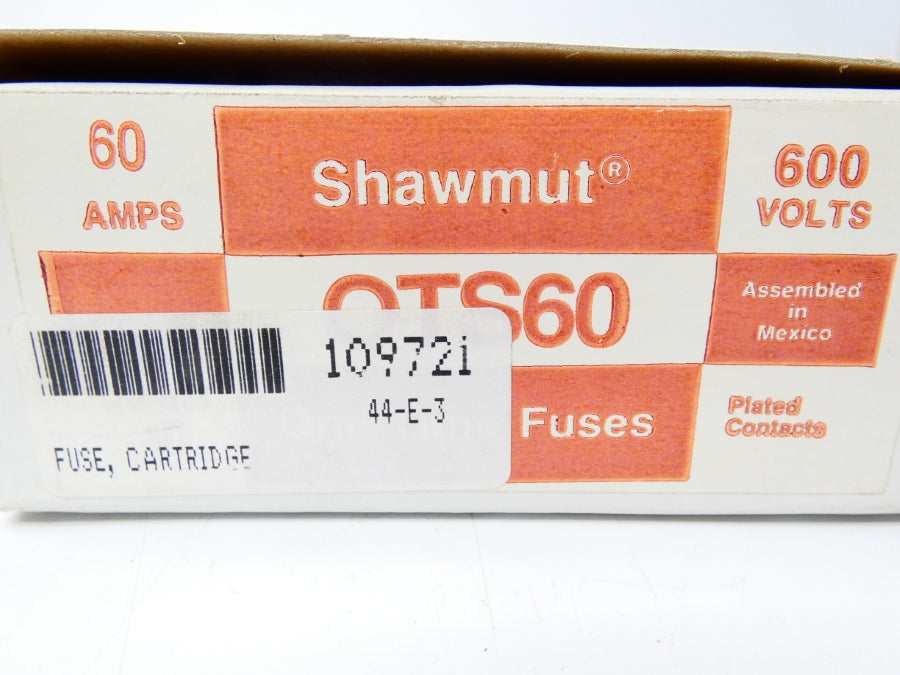 60
AMPS
Shawmut®
600
VOLTS
OTS60
Assembled
in
Mexico
109721
44-E-3
FUSE, CARTRIDGE
Fuses
Plated
Contacts